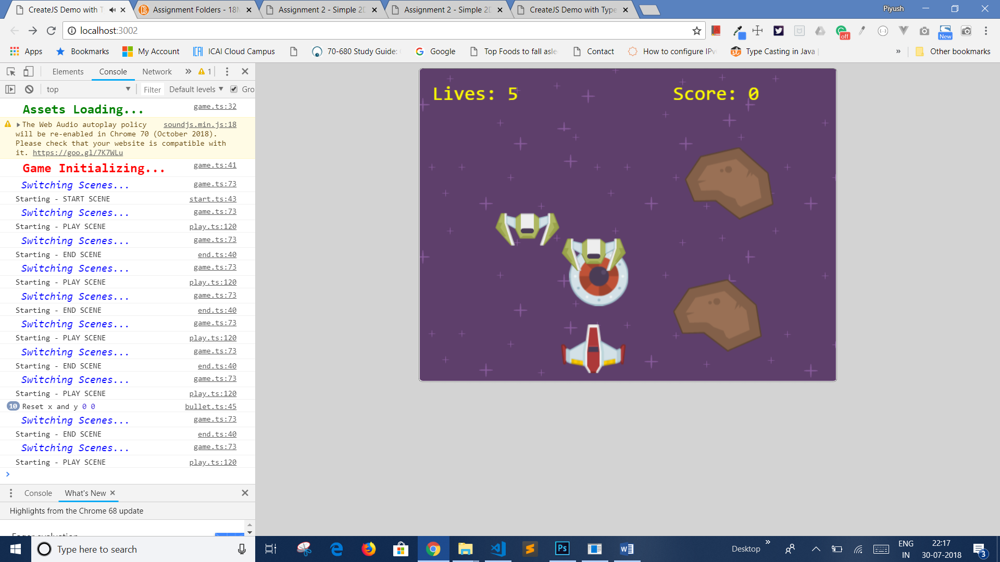 CreateJS Demo with T
Assignment Folders - 18M
Assignment 2 - Simple 2D
Assignment 2 - Simple 2D
CreateJS Demo with Type
Piyush
localhost:3002
off
New
Apps
Bookmarks
My Account
ICAI Cloud Campus
70-680 Study Guide:
Google
Top Foods to fall asle
Contact
How to configure IPv
Type Casting in Java |
»
Other bookmarks
Elements
Console
Network
»
1
top
Filter
Default levels
Gro
Assets Loading... game.ts:32
The Web Audio autoplay policy soundjs.min.js:18
will be re-enabled in Chrome 70 (October 2018).
Please check that your website is compatible with
it. https://goo.gl/7K7WLu
Game Initializing... game.ts:41
Switching Scenes... game.ts:73
Starting - START SCENE start.ts:43
Switching Scenes... game.ts:73
Starting - PLAY SCENE play.ts:120
Switching Scenes... game.ts:73
Starting - END SCENE end.ts:40
Switching Scenes... game.ts:73
Starting - PLAY SCENE play.ts:120
Switching Scenes... game.ts:73
Starting - END SCENE end.ts:40
Switching Scenes... game.ts:73
Starting - PLAY SCENE play.ts:120
Switching Scenes... game.ts:73
Starting - END SCENE end.ts:40
Switching Scenes... game.ts:73
Starting - PLAY SCENE play.ts:120
10 Reset x and y 0 0 bullet.ts:45
Switching Scenes... game.ts:73
Starting - END SCENE end.ts:40
Switching Scenes... game.ts:73
Starting - PLAY SCENE play.ts:120
Console
What's New
Highlights from the Chrome 68 update
Eager evaluation
Lives: 5
Score: 0
Type here to search
Ps
Desktop
»
ENG
IN
22:17
30-07-2018
3